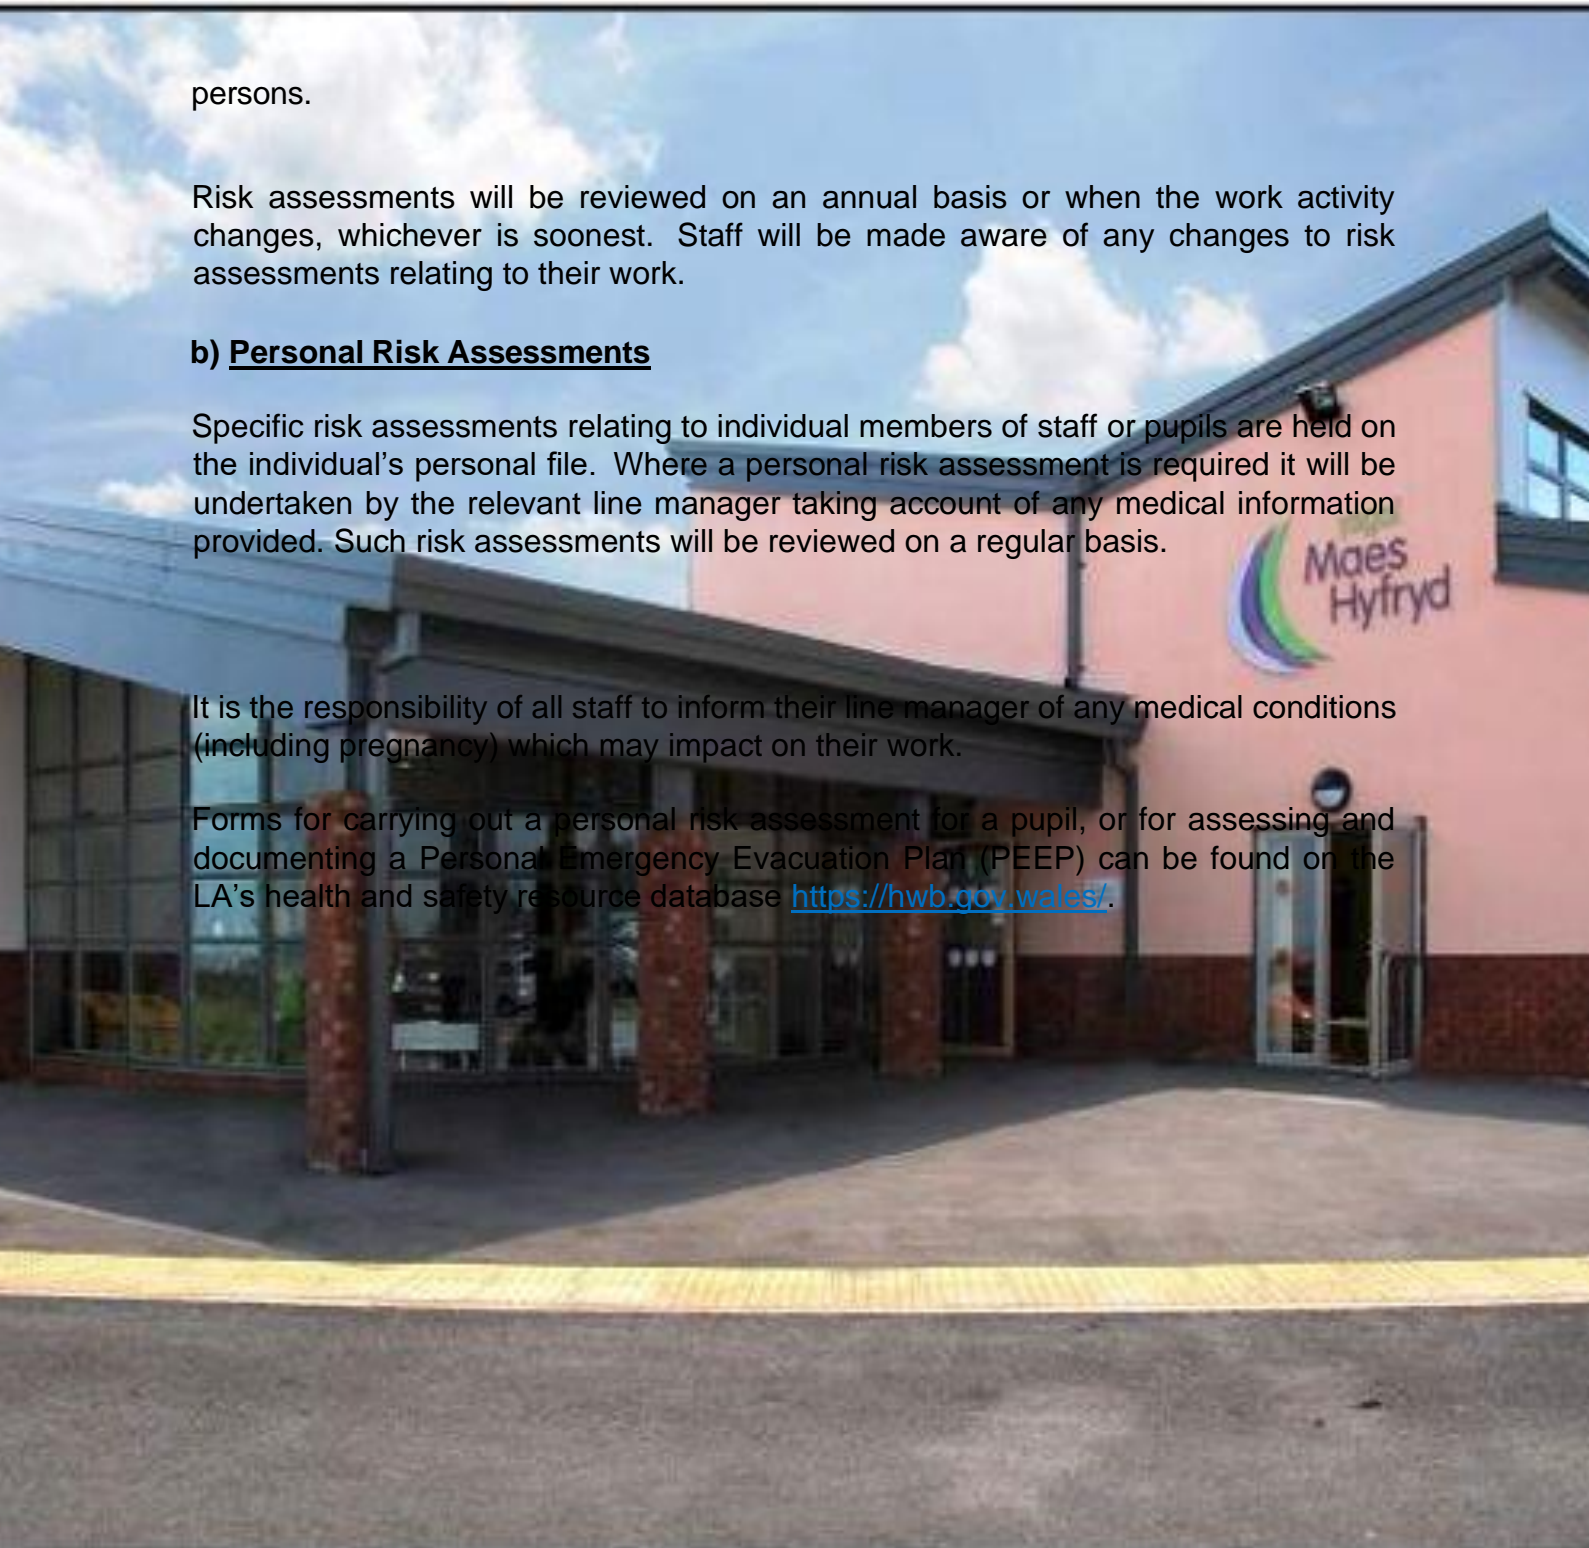 persons.
Risk assessments will be reviewed on an annual basis or when the work activity
changes, whichever is soonest. Staff will be made aware of any changes to risk
assessments relating to their work.
b) Personal Risk Assessments
Specific risk assessments relating to individual members of staff or pupils are held on
the individual's personal file. Where a personal risk assessment is required it will be
undertaken by the relevant line manager taking account of any medical information
provided. Such risk assessments will be reviewed on a regular basis.
Maes
Hyfryd
It is the responsibility of all staff to inform their line manager of any medical conditions
(including pregnancy) which may impact on their work.
Forms for carrying out a personal risk assessment for a pupil, or for assessing and
documenting a Personal Emergency Evacuation Plan (PEEP) can be found on the
LA's health and safety resource database https://hwb.gov.wales/.